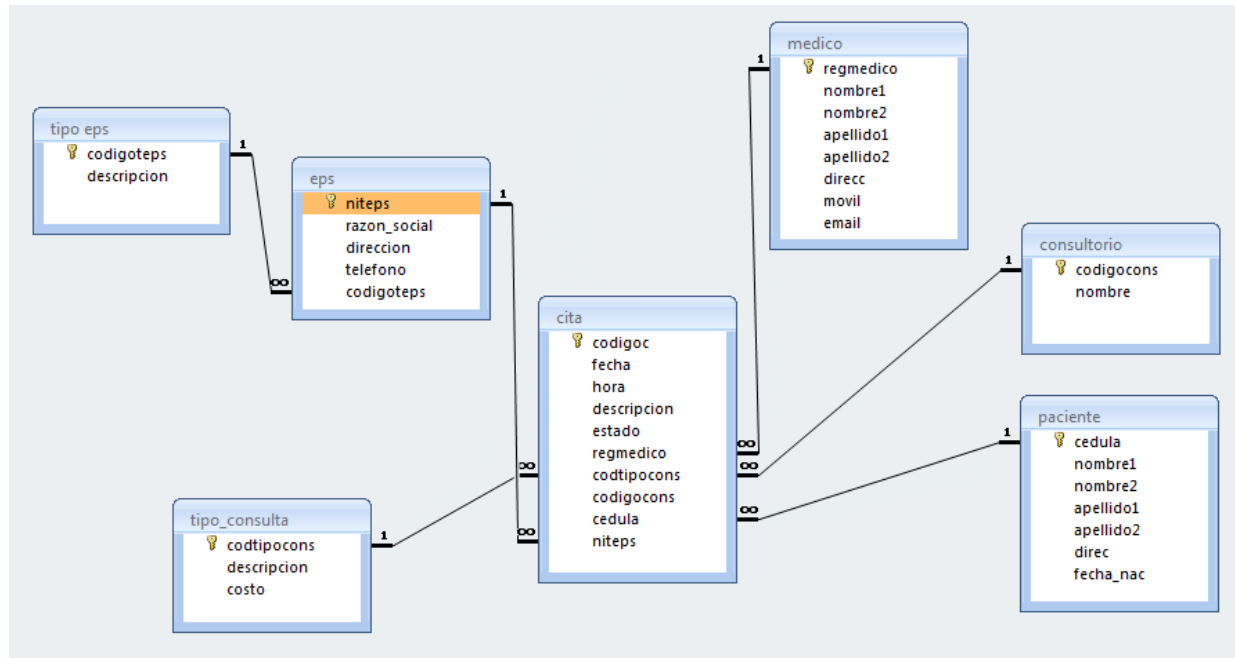 tipo eps
codigoteps
descripcion
1
∞
eps
niteps
razon_social
direccion
telefono
codigoteps
1
∞
medico
regmedico
nombre1
nombre2
apellido1
apellido2
direcc
movil
email
1
∞
consultorio
codigocons
nombre
1
∞
cita
codigoc
fecha
hora
descripcion
estado
regmedico
codtipocons
codigocons
cedula
niteps
paciente
cedula
nombre1
nombre2
apellido1
apellido2
direc
fecha_nac
1
∞
tipo_consulta
codtipocons
descripcion
costo
1
∞